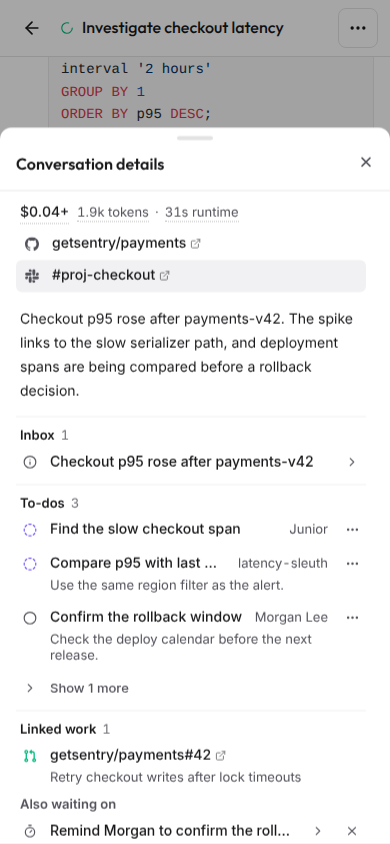 Investigate checkout latency
interval '2 hours'
GROUP BY 1
ORDER BY p95 DESC;
Conversation details
$0.04+ 1.9k tokens · 31s runtime
getsentry/payments
#proj-checkout
Checkout p95 rose after payments-v42. The spike
links to the slow serializer path, and deployment
spans are being compared before a rollback
decision.
Inbox 1
Checkout p95 rose after payments-v42
To-dos 3
Find the slow checkout span Junior
Compare p95 with last ... latency-sleuth
Use the same region filter as the alert.
Confirm the rollback window Morgan Lee
Check the deploy calendar before the next
release.
Show 1 more
Linked work 1
getsentry/payments#42
Retry checkout writes after lock timeouts
Also waiting on
Remind Morgan to confirm the roll...